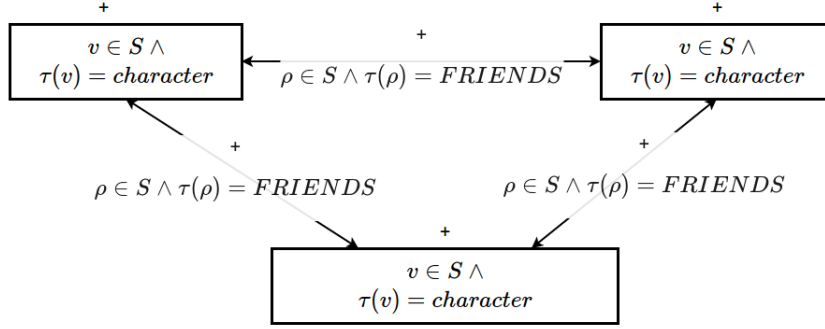 +
+
+
v ∈ S ∧
τ(v) = character
v ∈ S ∧
τ(v) = character
ρ ∈ S ∧ τ(ρ) = FRIENDS
+
+
ρ ∈ S ∧ τ(ρ) = FRIENDS
ρ ∈ S ∧ τ(ρ) = FRIENDS
+
v ∈ S ∧
τ(v) = character